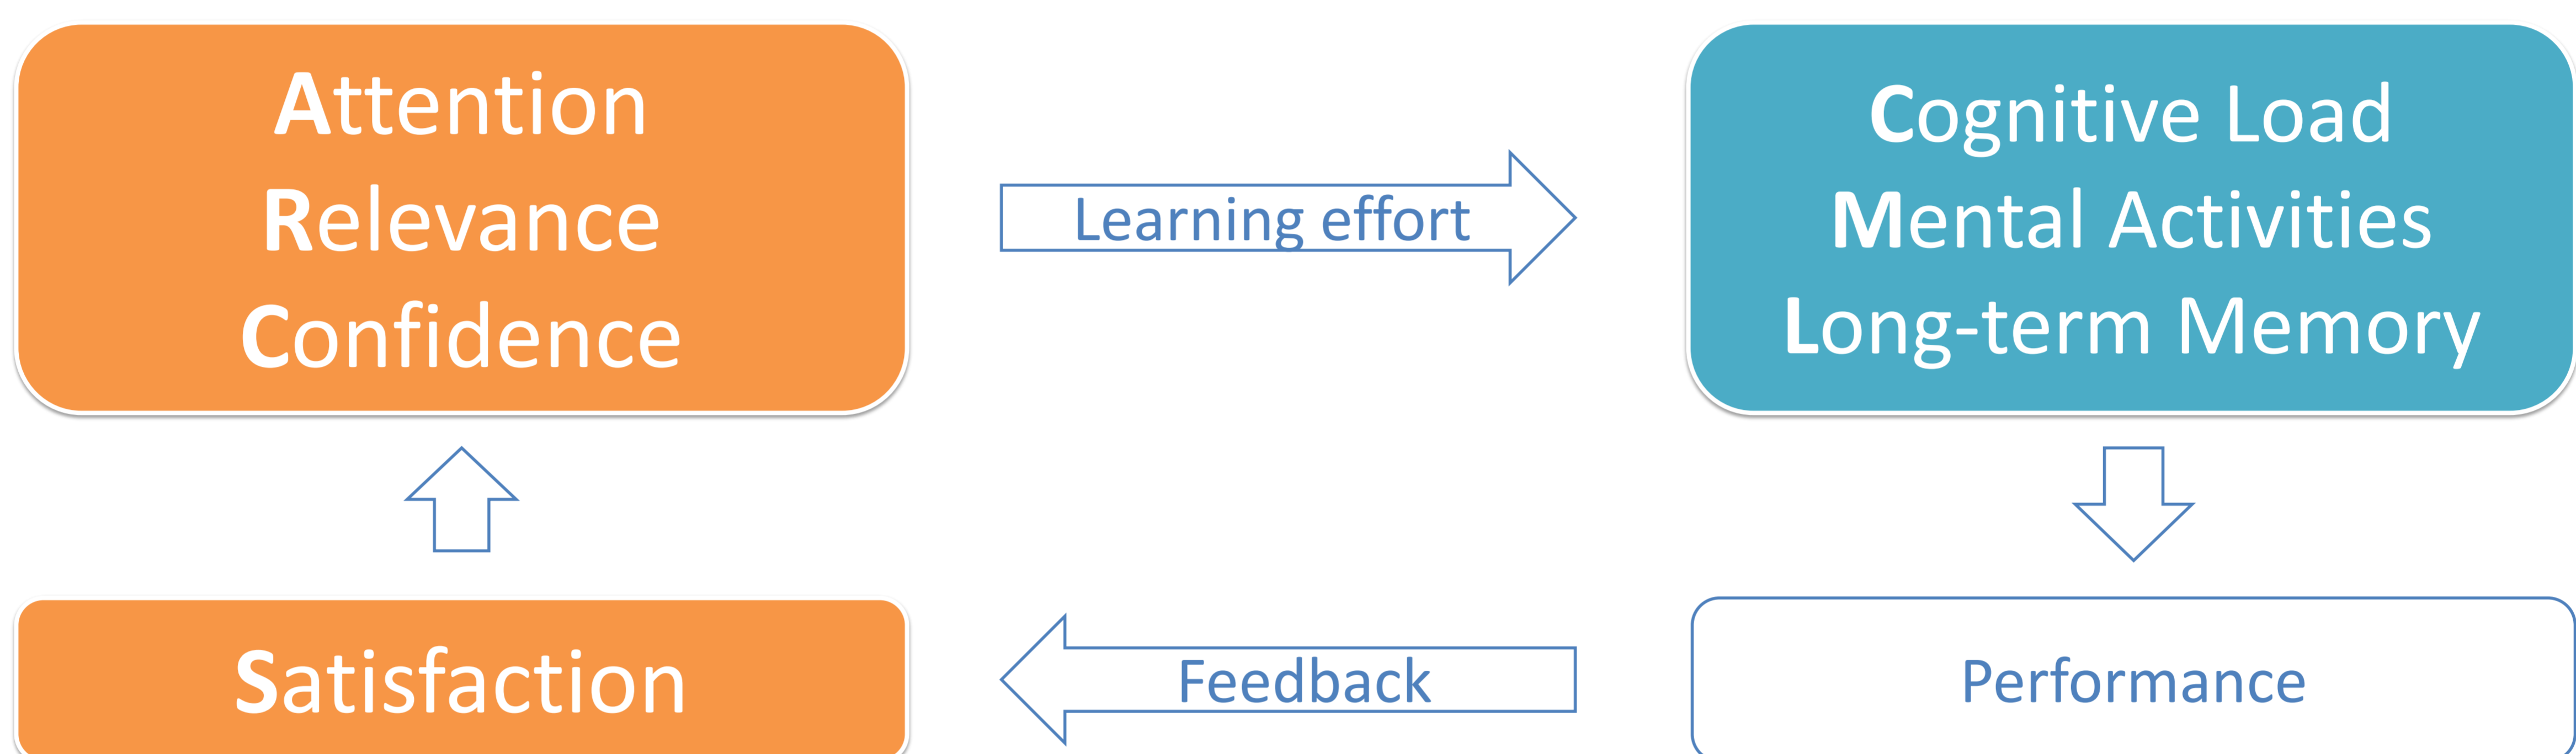 Attention
Relevance
Confidence
Learning effort
Cognitive Load
Mental Activities
Long-term Memory
Satisfaction
Feedback
Performance